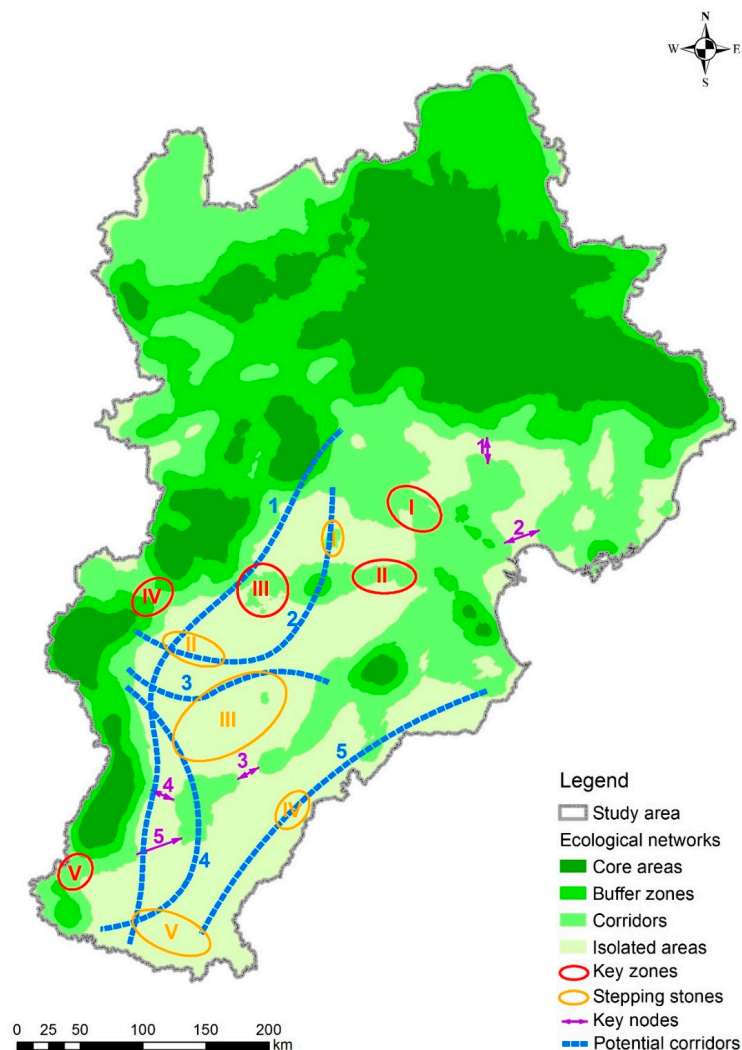 N
W E
S
1
2
I
1
II
IV
III
2
II
3
III
3
5
4
IV
5
4
V
V
Legend
Study area
Ecological networks
Core areas
Buffer zones
Corridors
Isolated areas
Key zones
Stepping stones
Key nodes
Potential corridors
0 25 50 100 150 200
km